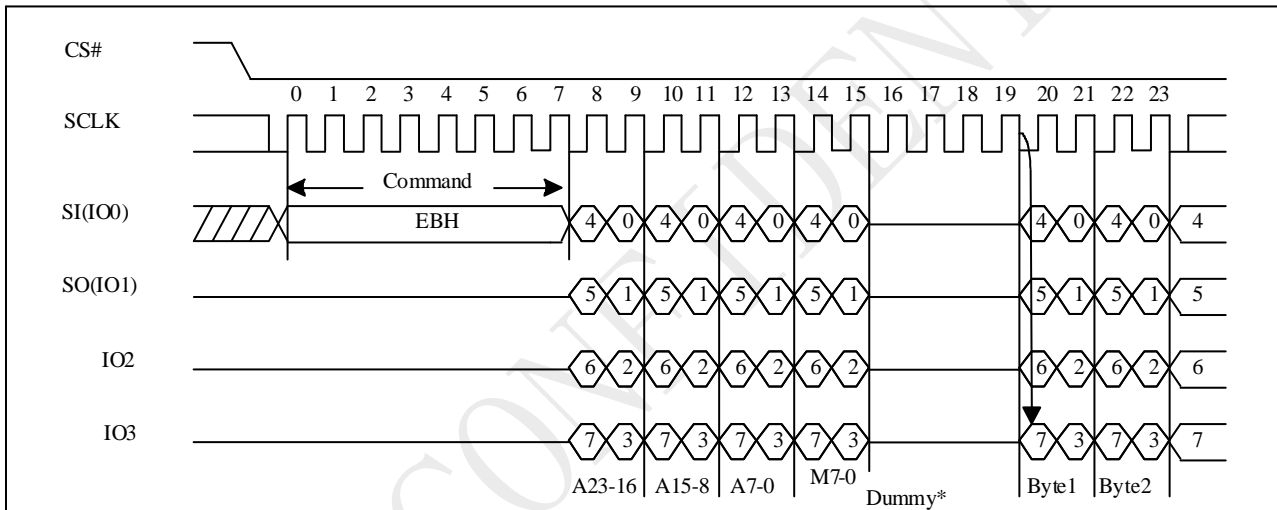 CS#
0 1 2 3 4 5 6 7 8 9 10 11 12 13 14 15 16 17 18 19 20 21 22 23
SCLK
Command
SI(IO0) EBH 4 0 4 0 4 0 4 0 4 0 4 0 4
SO(IO1) 5 1 5 1 5 1 5 1 5 1 5 1 5
IO2 6 2 6 2 6 2 6 2 6 2 6 2 6
IO3 7 3 7 3 7 3 7 3 7 3 7 3 7
A23-16 A15-8 A7-0 M7-0 Dummy* Byte1 Byte2